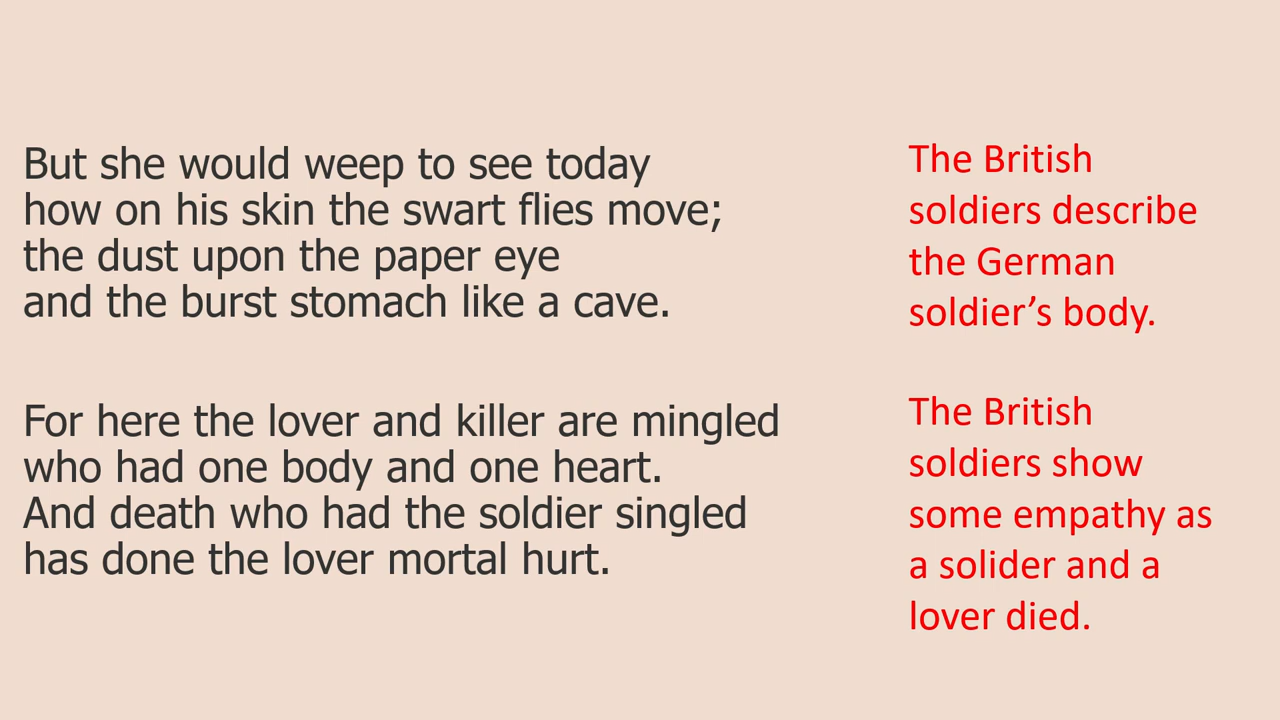 But she would weep to see today
how on his skin the swart flies move;
the dust upon the paper eye
and the burst stomach like a cave.
For here the lover and killer are mingled
who had one body and one heart.
And death who had the soldier singled
has done the lover mortal hurt.
The British
soldiers describe
the German
soldier’s body.
The British
soldiers show
some empathy as
a solider and a
lover died.